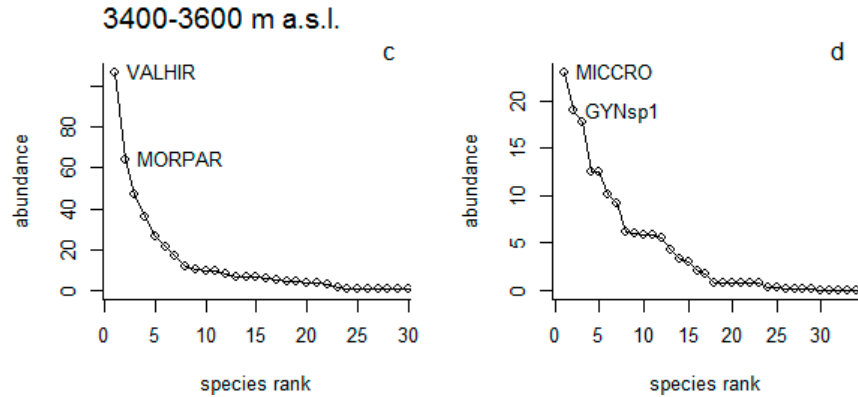 3400-3600 m a.s.l.
c
VALHIR
MORPAR
abundance
0 20 40 60 80
0 5 10 15 20 25 30
species rank
d
MICCRO
GYNsp1
abundance
0 5 10 15 20
0 5 10 15 20 25 30
species rank